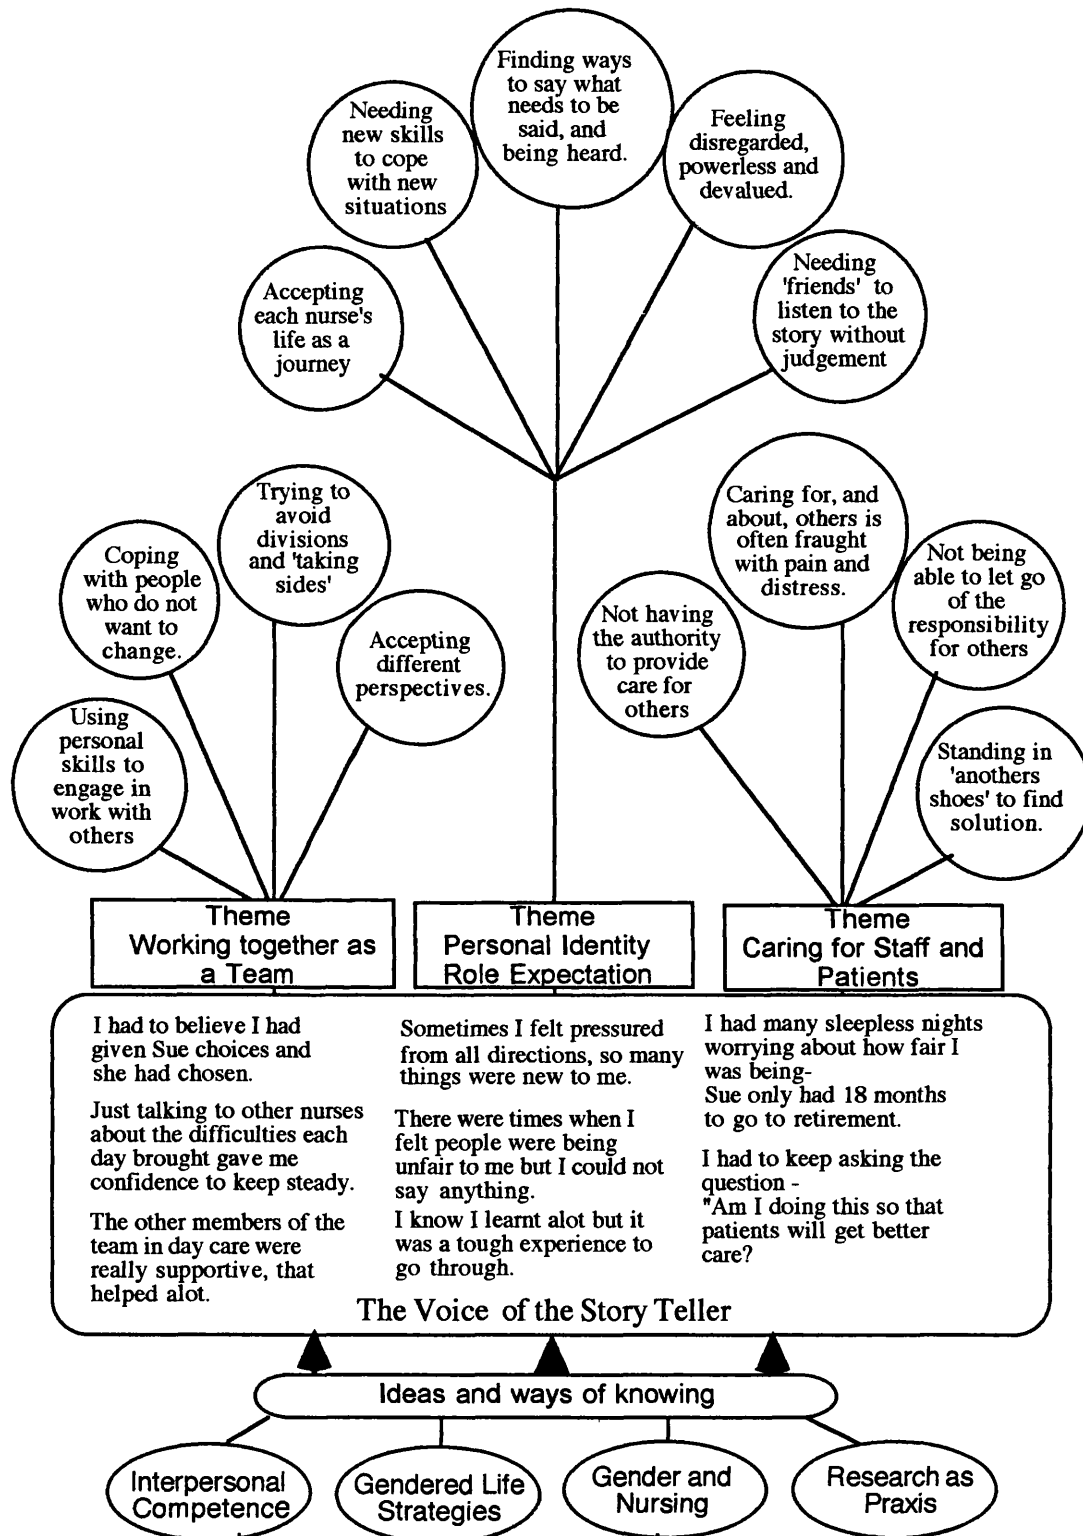 Finding ways
to say what
needs to be
said, and
being heard.
Needing
new skills
to cope
with new
situations
Feeling
disregarded,
powerless and
devalued.
Accepting
each nurse's
life as a
journey
Needing
'friends' to
listen to the
story without
judgement
Trying to
avoid
divisions
and 'taking
sides'
Coping
with people
who do not
want to
change.
Accepting
different
perspectives.
Using
personal
skills to
engage in
work with
others
Caring for, and
about, others is
often fraught
with pain and
distress.
Not having
the authority
to provide
care for
others
Not being
able to let go
of the
responsibility
for others
Standing in
'anothers
shoes' to find
solution.
Theme
Working together as
a Team
Theme
Personal Identity
Role Expectation
Theme
Caring for Staff and
Patients
I had to believe I had
given Sue choices and
she had chosen.
Just talking to other nurses
about the difficulties each
day brought gave me
confidence to keep steady.
The other members of the
team in day care were
really supportive, that
helped alot.
Sometimes I felt pressured
from all directions, so many
things were new to me.
There were times when I
felt people were being
unfair to me but I could not
say anything.
I know I learnt alot but it
was a tough experience to
go through.
I had many sleepless nights
worrying about how fair I
was being-
Sue only had 18 months
to go to retirement.
I had to keep asking the
question -
"Am I doing this so that
patients will get better
care?
The Voice of the Story Teller
Ideas and ways of knowing
Interpersonal
Competence
Gendered Life
Strategies
Gender and
Nursing
Research as
Praxis